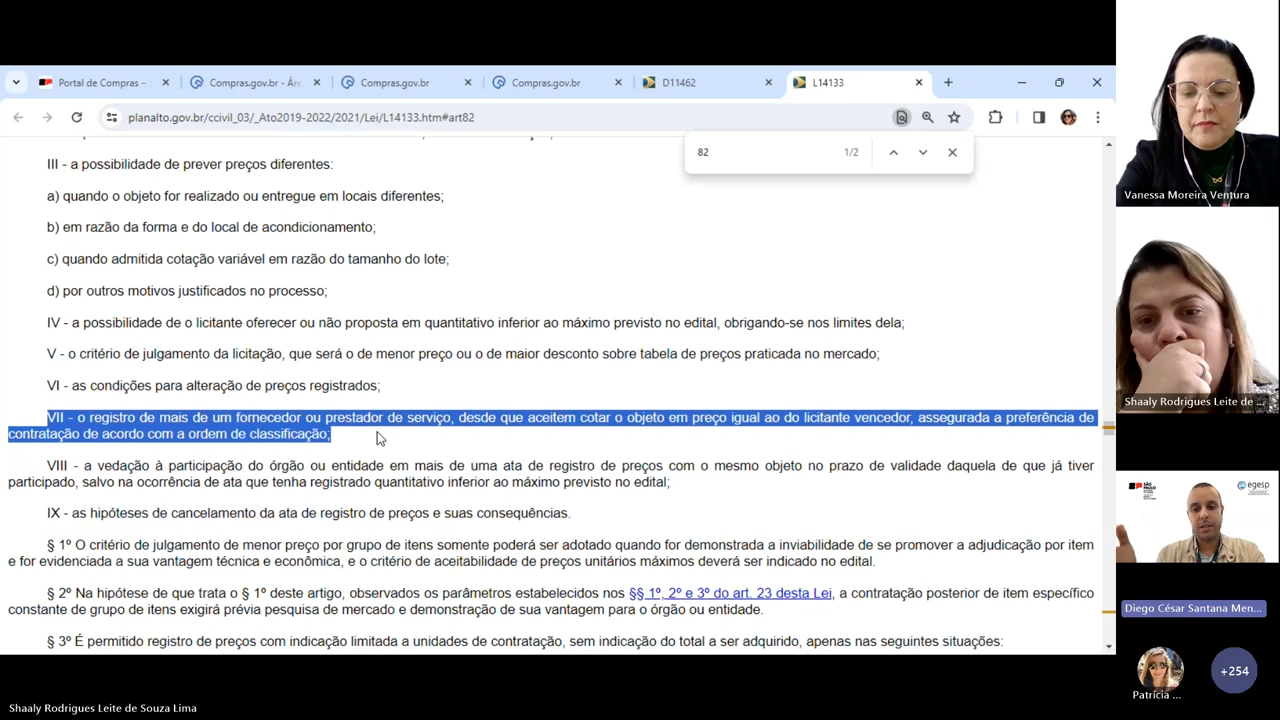 Portal de Compras –
Compras.gov.br - Áre
Compras.gov.br
Compras.gov.br
D11462
L14133
planalto.gov.br/ccivil_03/_Ato2019-2022/2021/Lei/L14133.htm#art82
82
1/2
III - a possibilidade de prever preços diferentes:
a) quando o objeto for realizado ou entregue em locais diferentes;
b) em razão da forma e do local de acondicionamento;
c) quando admitida cotação variável em razão do tamanho do lote;
d) por outros motivos justificados no processo;
IV - a possibilidade de o licitante oferecer ou não proposta em quantitativo inferior ao máximo previsto no edital, obrigando-se nos limites dela;
V - o critério de julgamento da licitação, que será o de menor preço ou o de maior desconto sobre tabela de preços praticada no mercado;
VI - as condições para alteração de preços registrados;
VII - o registro de mais de um fornecedor ou prestador de serviço, desde que aceitem cotar o objeto em preço igual ao do licitante vencedor, assegurada a preferência de
contratação de acordo com a ordem de classificação;
VIII - a vedação à participação do órgão ou entidade em mais de uma ata de registro de preços com o mesmo objeto no prazo de validade daquela de que já tiver
participado, salvo na ocorrência de ata que tenha registrado quantitativo inferior ao máximo previsto no edital;
IX - as hipóteses de cancelamento da ata de registro de preços e suas consequências.
§ 1º O critério de julgamento de menor preço por grupo de itens somente poderá ser adotado quando for demonstrada a inviabilidade de se promover a adjudicação por item
e for evidenciada a sua vantagem técnica e econômica, e o critério de aceitabilidade de preços unitários máximos deverá ser indicado no edital.
§ 2º Na hipótese de que trata o § 1º deste artigo, observados os parâmetros estabelecidos nos §§ 1º, 2º e 3º do art. 23 desta Lei, a contratação posterior de item específico
constante de grupo de itens exigirá prévia pesquisa de mercado e demonstração de sua vantagem para o órgão ou entidade.
§ 3º É permitido registro de preços com indicação limitada a unidades de contratação, sem indicação do total a ser adquirido, apenas nas seguintes situações:
Vanessa Moreira Ventura
Shaaly Rodrigues Leite de ...
SÃO PAULO
egesp
Diego César Santana Men...
Patrícia ...
+254
Shaaly Rodrigues Leite de Souza Lima